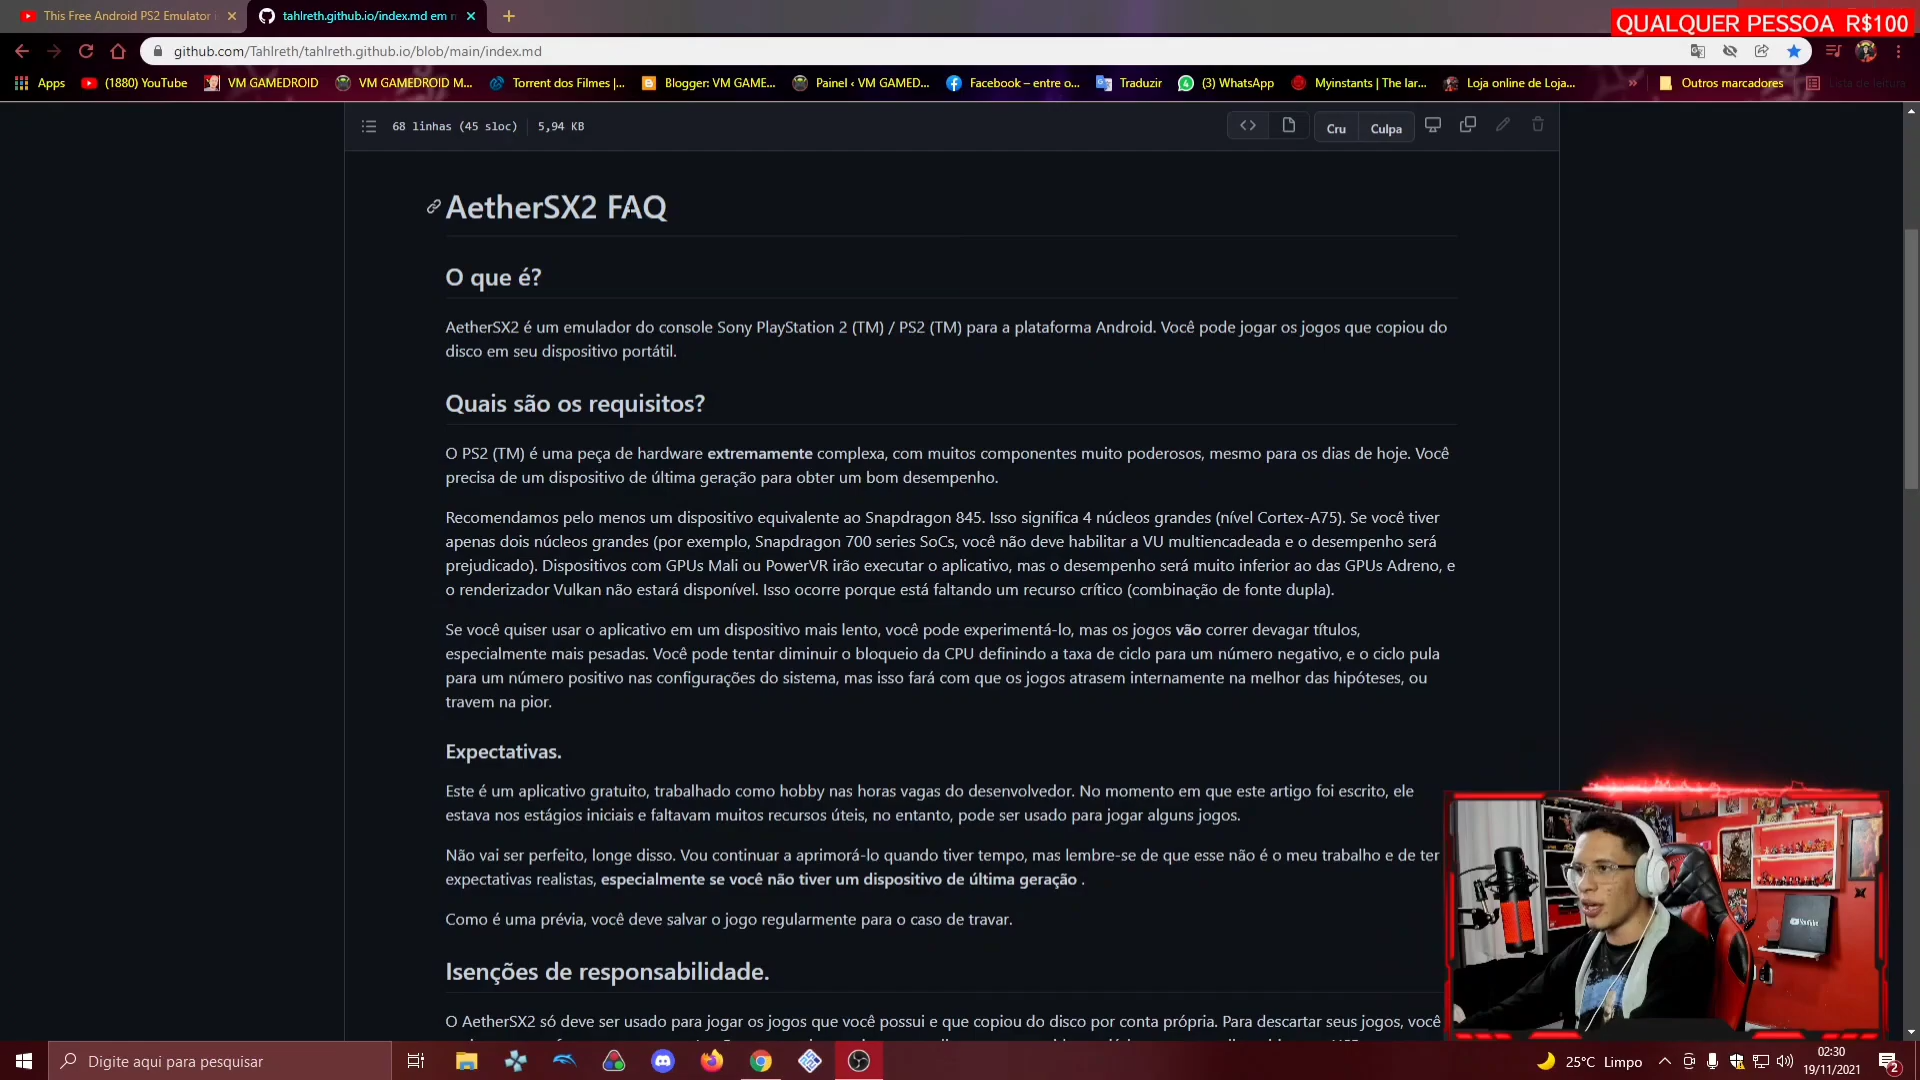 This Free Android PS2 Emulator i
tahlreth.github.io/index.md em m
QUALQUER PESSOA R$100
github.com/Tahlreth/tahlreth.github.io/blob/main/index.md
Apps
(1880) YouTube
VM GAMEDROID
VM GAMEDROID M...
Torrent dos Filmes |...
Blogger: VM GAME...
Painel ‹ VM GAMED...
Facebook – entre o...
Traduzir
(3) WhatsApp
Myinstants | The lar...
Loja online de Loja...
Outros marcadores
Lista de leitura
68 linhas (45 sloc)
5,94 KB
Cru
Culpa
AetherSX2 FAQ
O que é?
AetherSX2 é um emulador do console Sony PlayStation 2 (TM) / PS2 (TM) para a plataforma Android. Você pode jogar os jogos que copiou do
disco em seu dispositivo portátil.
Quais são os requisitos?
O PS2 (TM) é uma peça de hardware extremamente complexa, com muitos componentes muito poderosos, mesmo para os dias de hoje. Você
precisa de um dispositivo de última geração para obter um bom desempenho.
Recomendamos pelo menos um dispositivo equivalente ao Snapdragon 845. Isso significa 4 núcleos grandes (nível Cortex-A75). Se você tiver
apenas dois núcleos grandes (por exemplo, Snapdragon 700 series SoCs, você não deve habilitar a VU multiencadeada e o desempenho será
prejudicado). Dispositivos com GPUs Mali ou PowerVR irão executar o aplicativo, mas o desempenho será muito inferior ao das GPUs Adreno, e
o renderizador Vulkan não estará disponível. Isso ocorre porque está faltando um recurso crítico (combinação de fonte dupla).
Se você quiser usar o aplicativo em um dispositivo mais lento, você pode experimentá-lo, mas os jogos vão correr devagar títulos,
especialmente mais pesadas. Você pode tentar diminuir o bloqueio da CPU definindo a taxa de ciclo para um número negativo, e o ciclo pula
para um número positivo nas configurações do sistema, mas isso fará com que os jogos atrasem internamente na melhor das hipóteses, ou
travem na pior.
Expectativas.
Este é um aplicativo gratuito, trabalhado como hobby nas horas vagas do desenvolvedor. No momento em que este artigo foi escrito, ele
estava nos estágios iniciais e faltavam muitos recursos úteis, no entanto, pode ser usado para jogar alguns jogos.
Não vai ser perfeito, longe disso. Vou continuar a aprimorá-lo quando tiver tempo, mas lembre-se de que esse não é o meu trabalho e de ter
expectativas realistas, especialmente se você não tiver um dispositivo de última geração .
Como é uma prévia, você deve salvar o jogo regularmente para o caso de travar.
Isenções de responsabilidade.
O AetherSX2 só deve ser usado para jogar os jogos que você possui e que copiou do disco por conta própria. Para descartar seus jogos, você
YouTube
Digite aqui para pesquisar
25°C Limpo
02:30
19/11/2021
2